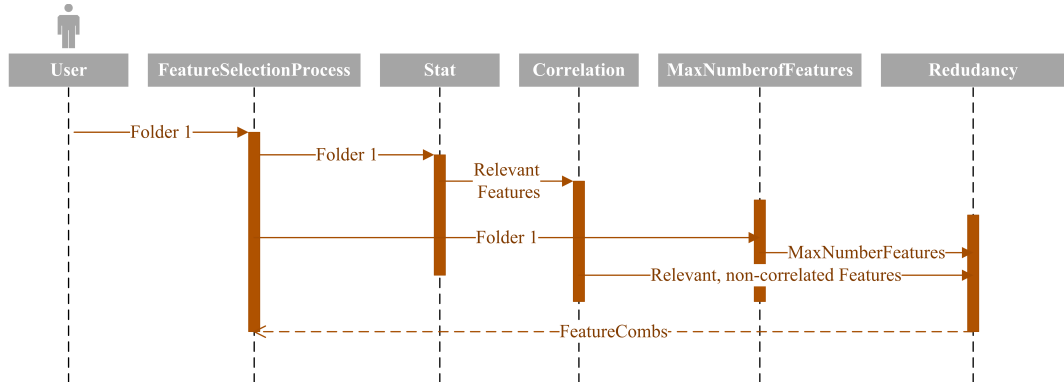 User
FeatureSelectionProcess
Stat
Correlation
MaxNumberofFeatures
Redudancy
Folder 1
Folder 1
Relevant
Features
Folder 1
MaxNumberFeatures
Relevant, non-correlated Features
FeatureCombs